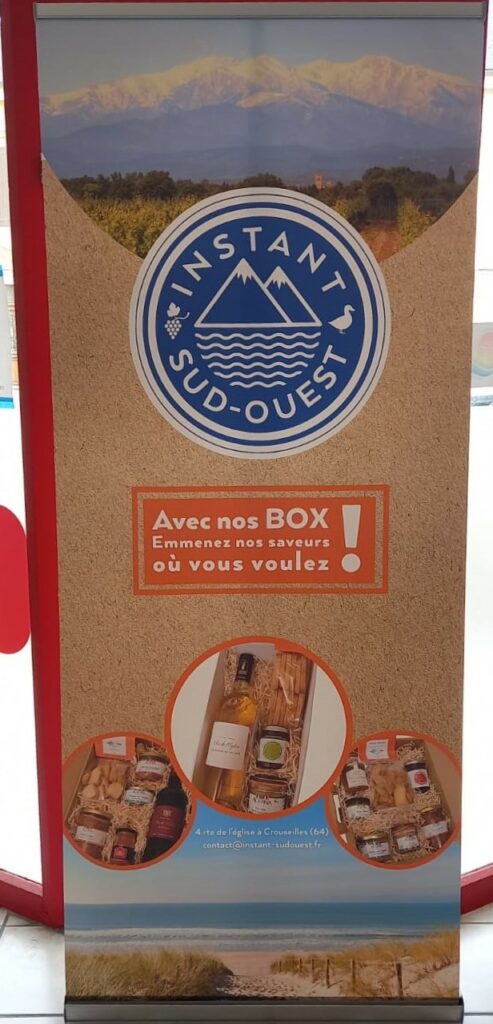 INSTANT
SUD-OUEST
Avec nos BOX
Emmenez nos saveurs
où vous voulez !
4 rte de l'église à Crouseilles (64)
contact@instant-sudouest.fr